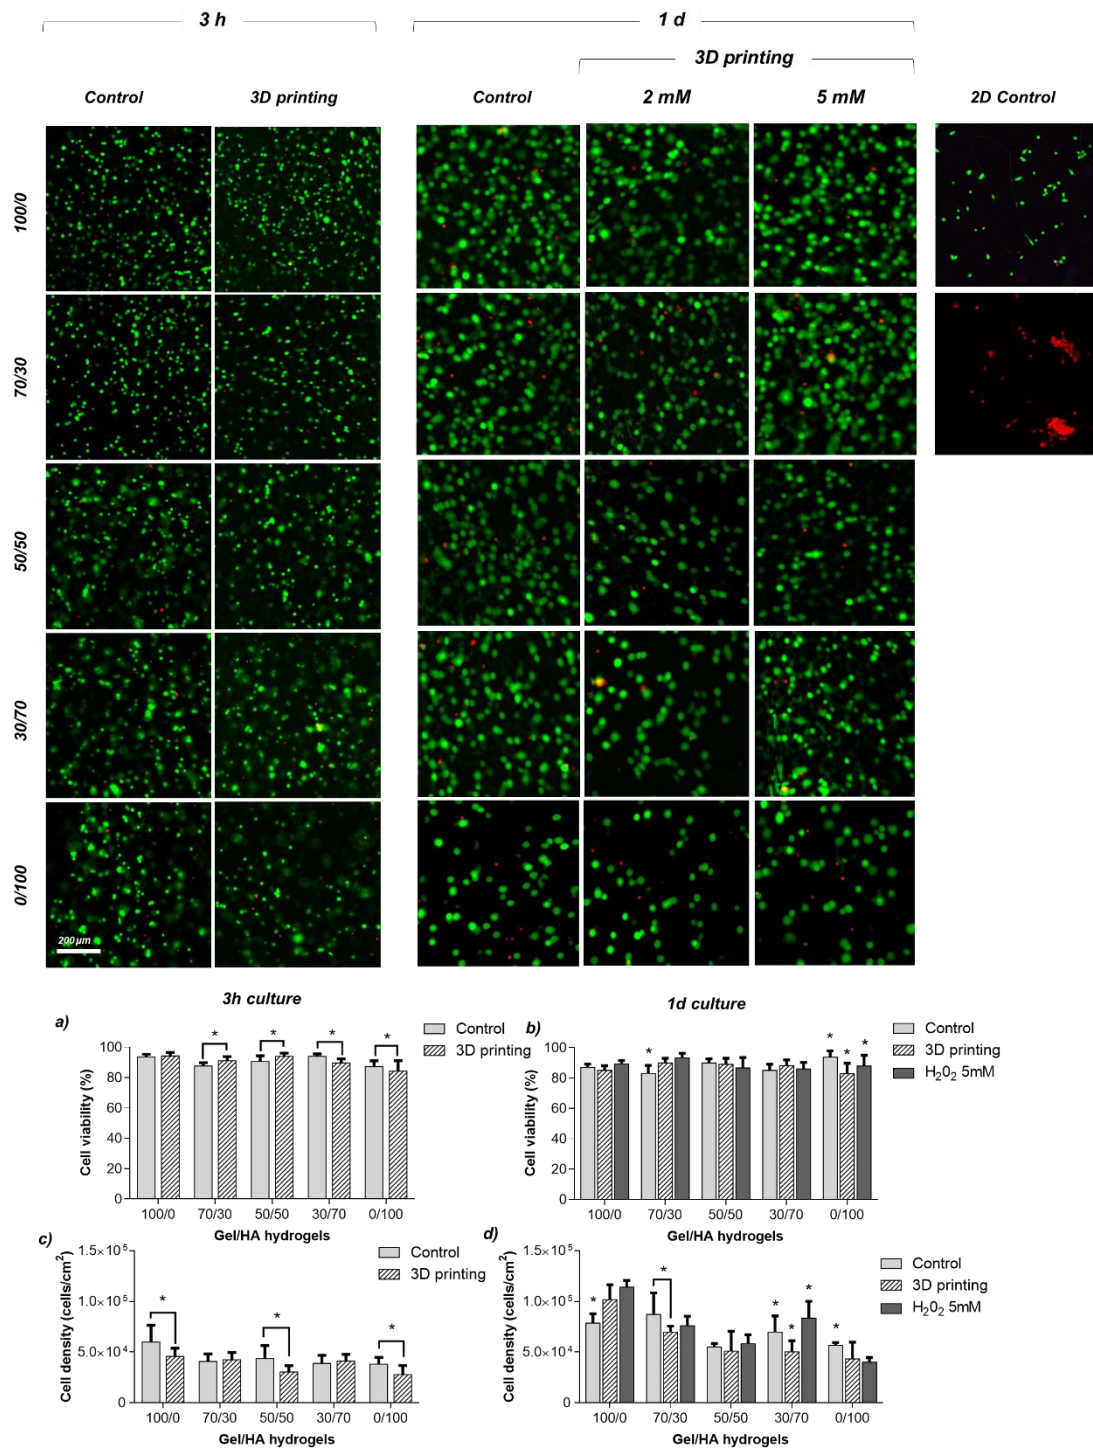 3 h
1 d
3D printing
Control
3D printing
Control
2 mM
5 mM
2D Control
100/0
70/30
50/50
30/70
0/100
200 µm
3h culture
a)
Control
3D printing
* * * *
100
80
60
40
20
0
Cell viability (%)
100/0 70/30 50/50 30/70 0/100
Gel/HA hydrogels
1d culture
b)
Control
3D printing
H₂O₂ 5mM
* * * *
100
80
60
40
20
0
Cell viability (%)
100/0 70/30 50/50 30/70 0/100
Gel/HA hydrogels
c)
Control
3D printing
* * *
1.5×10⁵
1.0×10⁵
5.0×10⁴
0
Cell density (cells/cm²)
100/0 70/30 50/50 30/70 0/100
Gel/HA hydrogels
d)
Control
3D printing
H₂O₂ 5mM
* * * * * *
1.5×10⁵
1.0×10⁵
5.0×10⁴
0
Cell density (cells/cm²)
100/0 70/30 50/50 30/70 0/100
Gel/HA hydrogels